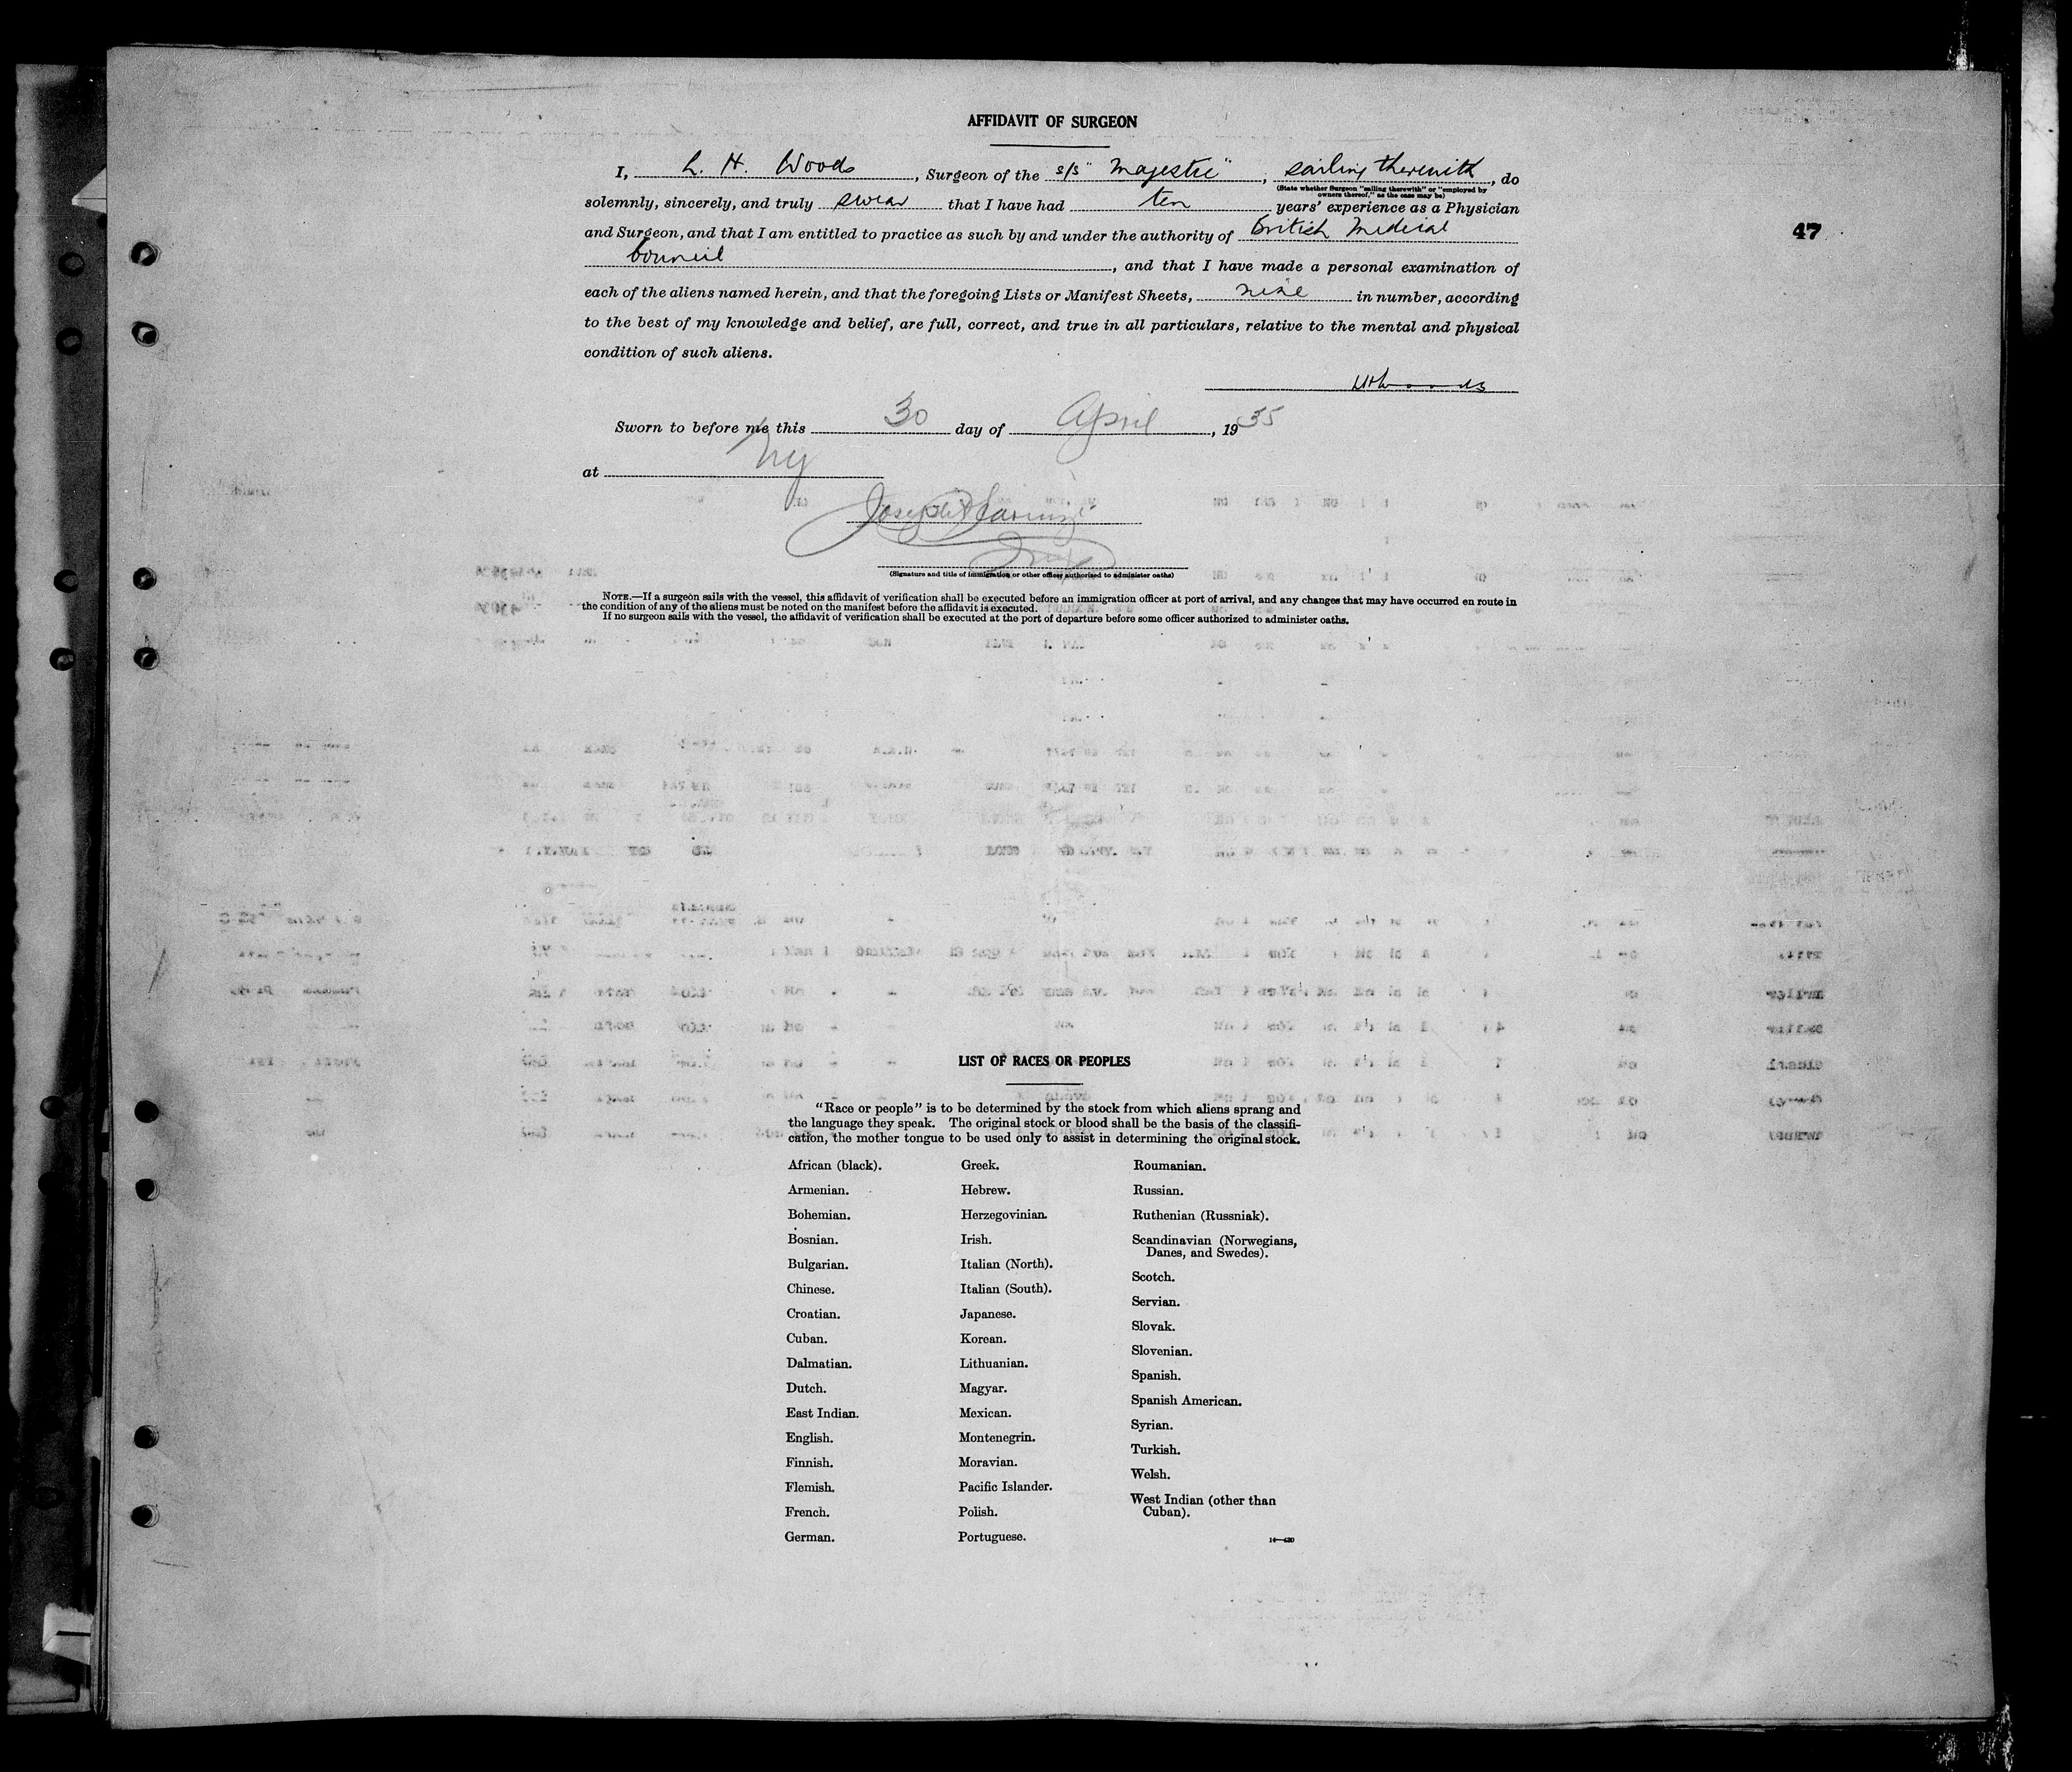 AFFIDAVIT OF SURGEON
I, L. H. Woods, Surgeon of the s/s "Majestic", sailing therewith, do
(State whether Surgeon "sailing therewith" or "employed by
owners thereof," as the case may be)
solemnly, sincerely, and truly swear that I have had ten years' experience as a Physician
47
and Surgeon, and that I am entitled to practice as such by and under the authority of British Medical
Council, and that I have made a personal examination of
each of the aliens named herein, and that the foregoing Lists or Manifest Sheets, nine in number, according
to the best of my knowledge and belief, are full, correct, and true in all particulars, relative to the mental and physical
condition of such aliens.
Sworn to before me this 30 day of April, 1935
at NY
Joseph
(Signature and title of immigration or other officer authorized to administer oaths)
NOTE.—If a surgeon sails with the vessel, this affidavit of verification shall be executed before an immigration officer at port of arrival, and any changes that may have occurred en route in
the condition of any of the aliens must be noted on the manifest before the affidavit is executed.
If no surgeon sails with the vessel, the affidavit of verification shall be executed at the port of departure before some officer authorized to administer oaths.
LIST OF RACES OR PEOPLES
"Race or people" is to be determined by the stock from which aliens sprang and
the language they speak. The original stock or blood shall be the basis of the classifi-
cation, the mother tongue to be used only to assist in determining the original stock.
African (black).
Armenian.
Bohemian.
Bosnian.
Bulgarian.
Chinese.
Croatian.
Cuban.
Dalmatian.
Dutch.
East Indian.
English.
Finnish.
Flemish.
French.
German.
Greek.
Hebrew.
Herzegovinian.
Irish.
Italian (North).
Italian (South).
Japanese.
Korean.
Lithuanian.
Magyar.
Mexican.
Montenegrin.
Moravian.
Pacific Islander.
Polish.
Portuguese.
Roumanian.
Russian.
Ruthenian (Russniak).
Scandinavian (Norwegians,
Danes, and Swedes).
Scotch.
Servian.
Slovak.
Slovenian.
Spanish.
Spanish American.
Syrian.
Turkish.
Welsh.
West Indian (other than
Cuban).